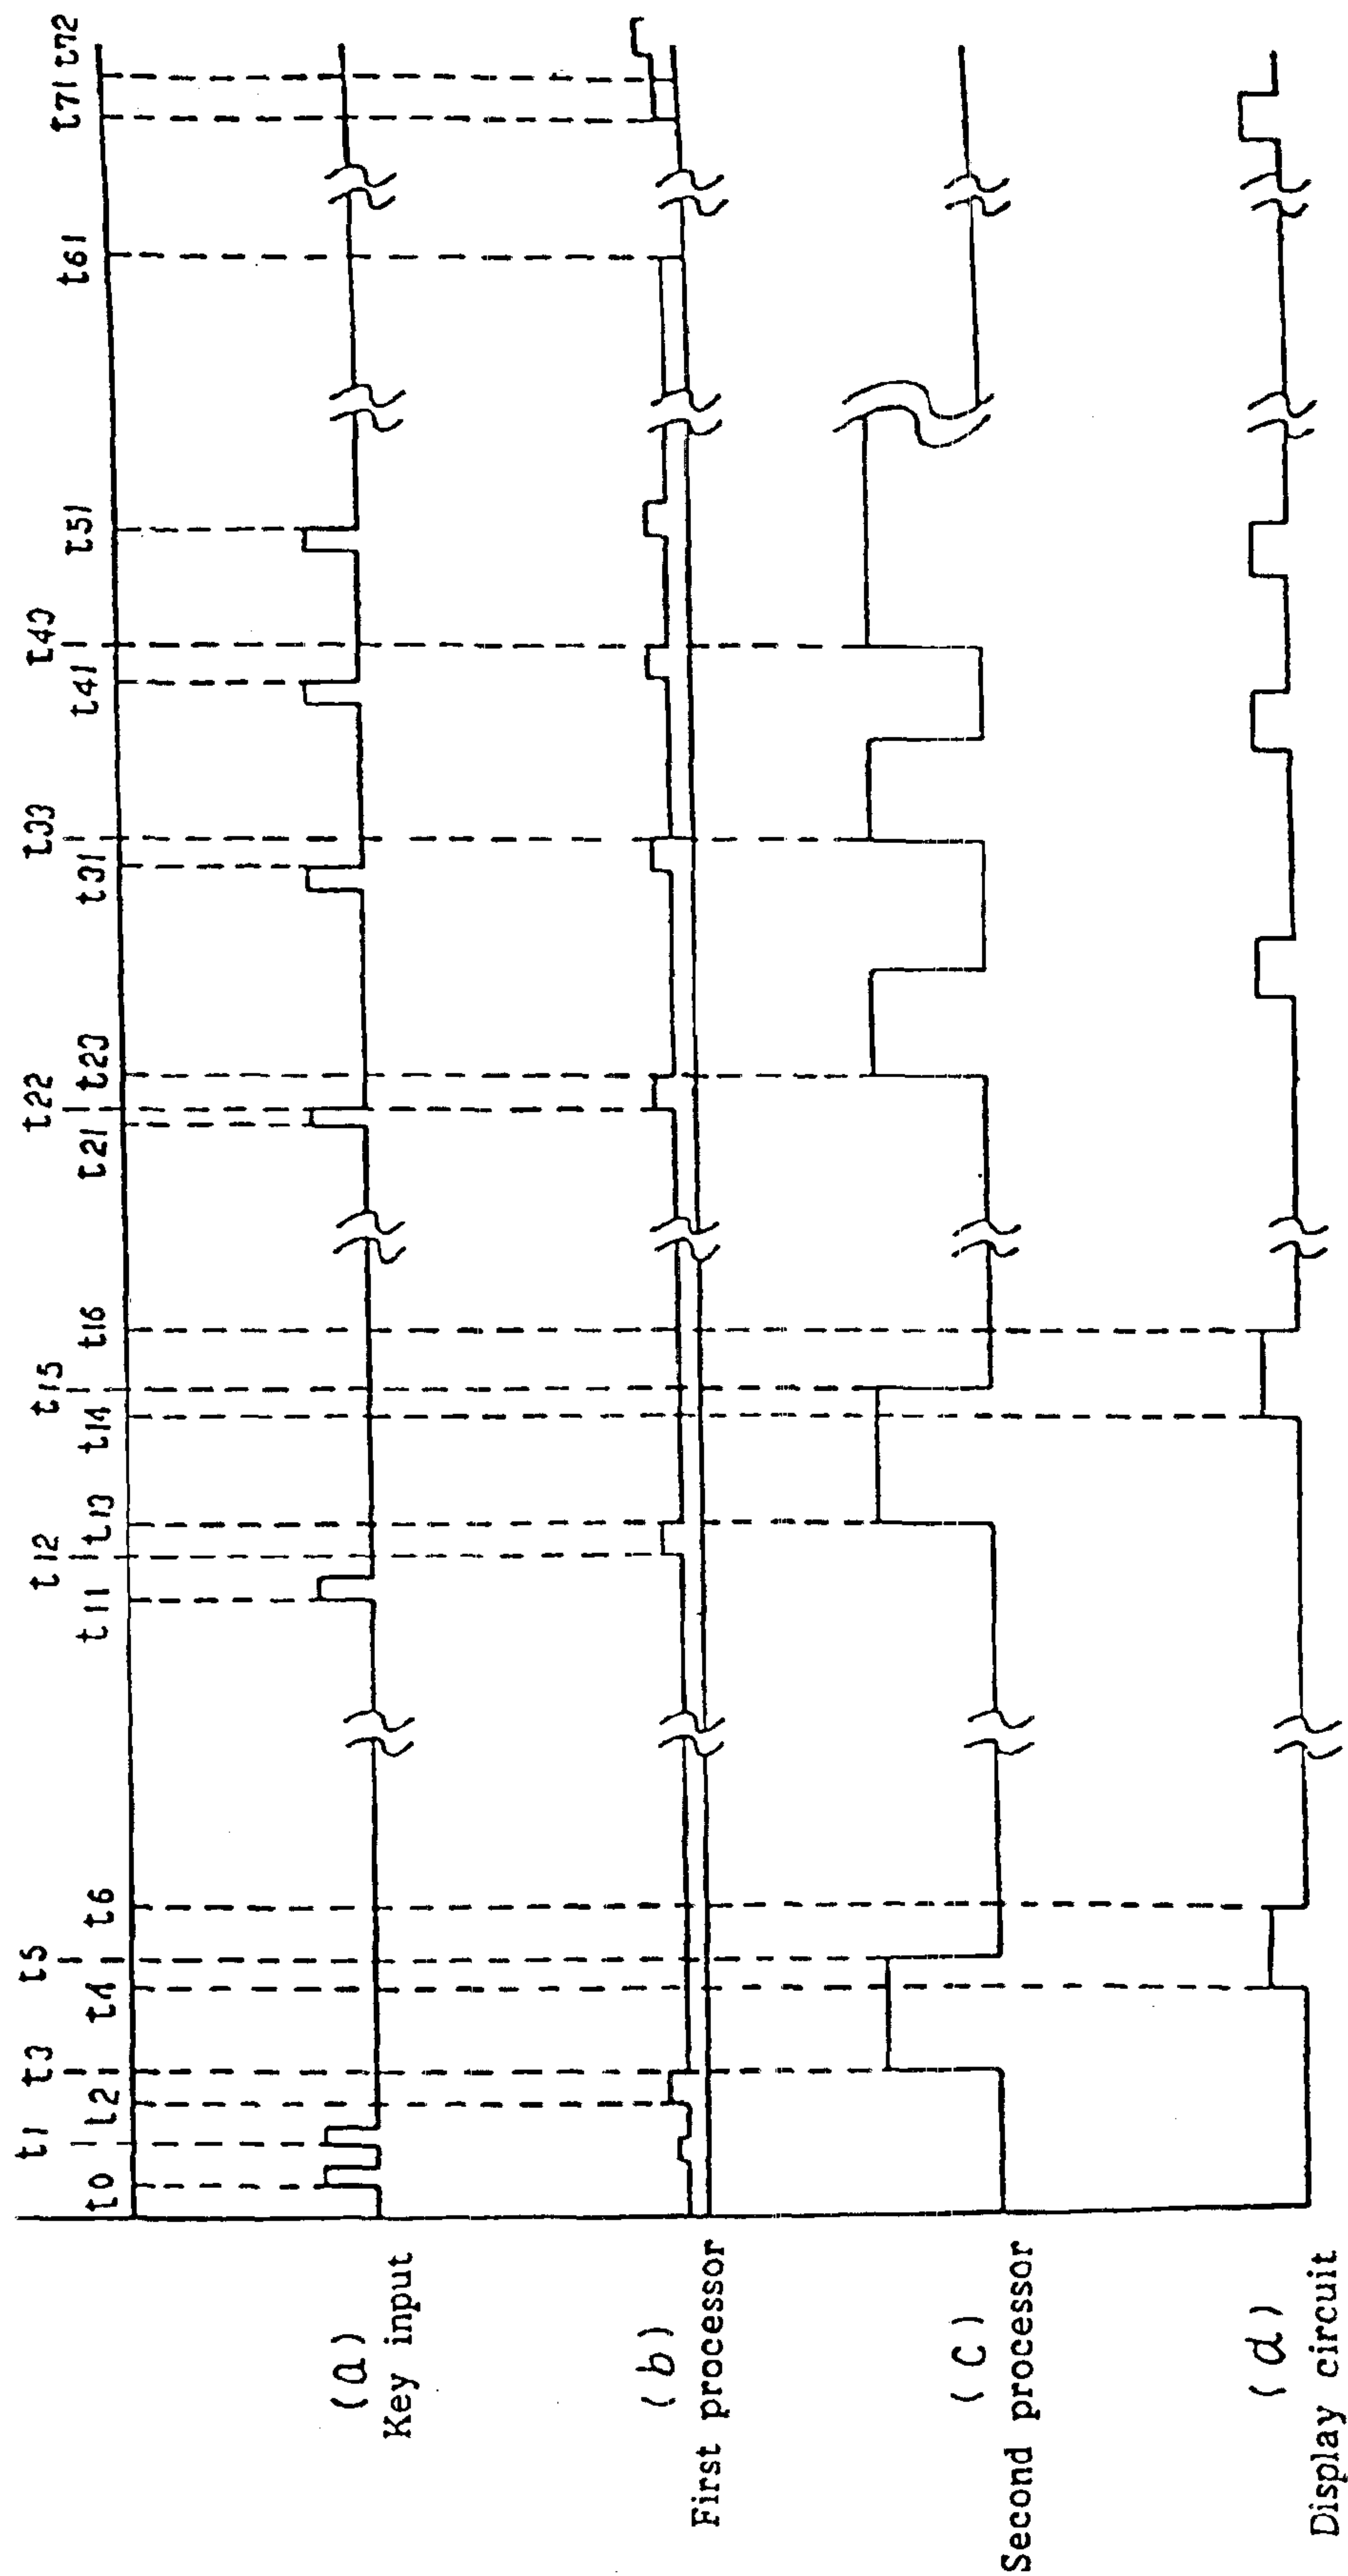 t0 t1 t2 t3 t4 t5 t6 t11 t12 t13 t14 t15 t16 t21 t22 t23 t31 t33 t41 t43 t51 t61 t71 t72
(a)
Key input
(b)
First processor
(c)
Second processor
(d)
Display circuit